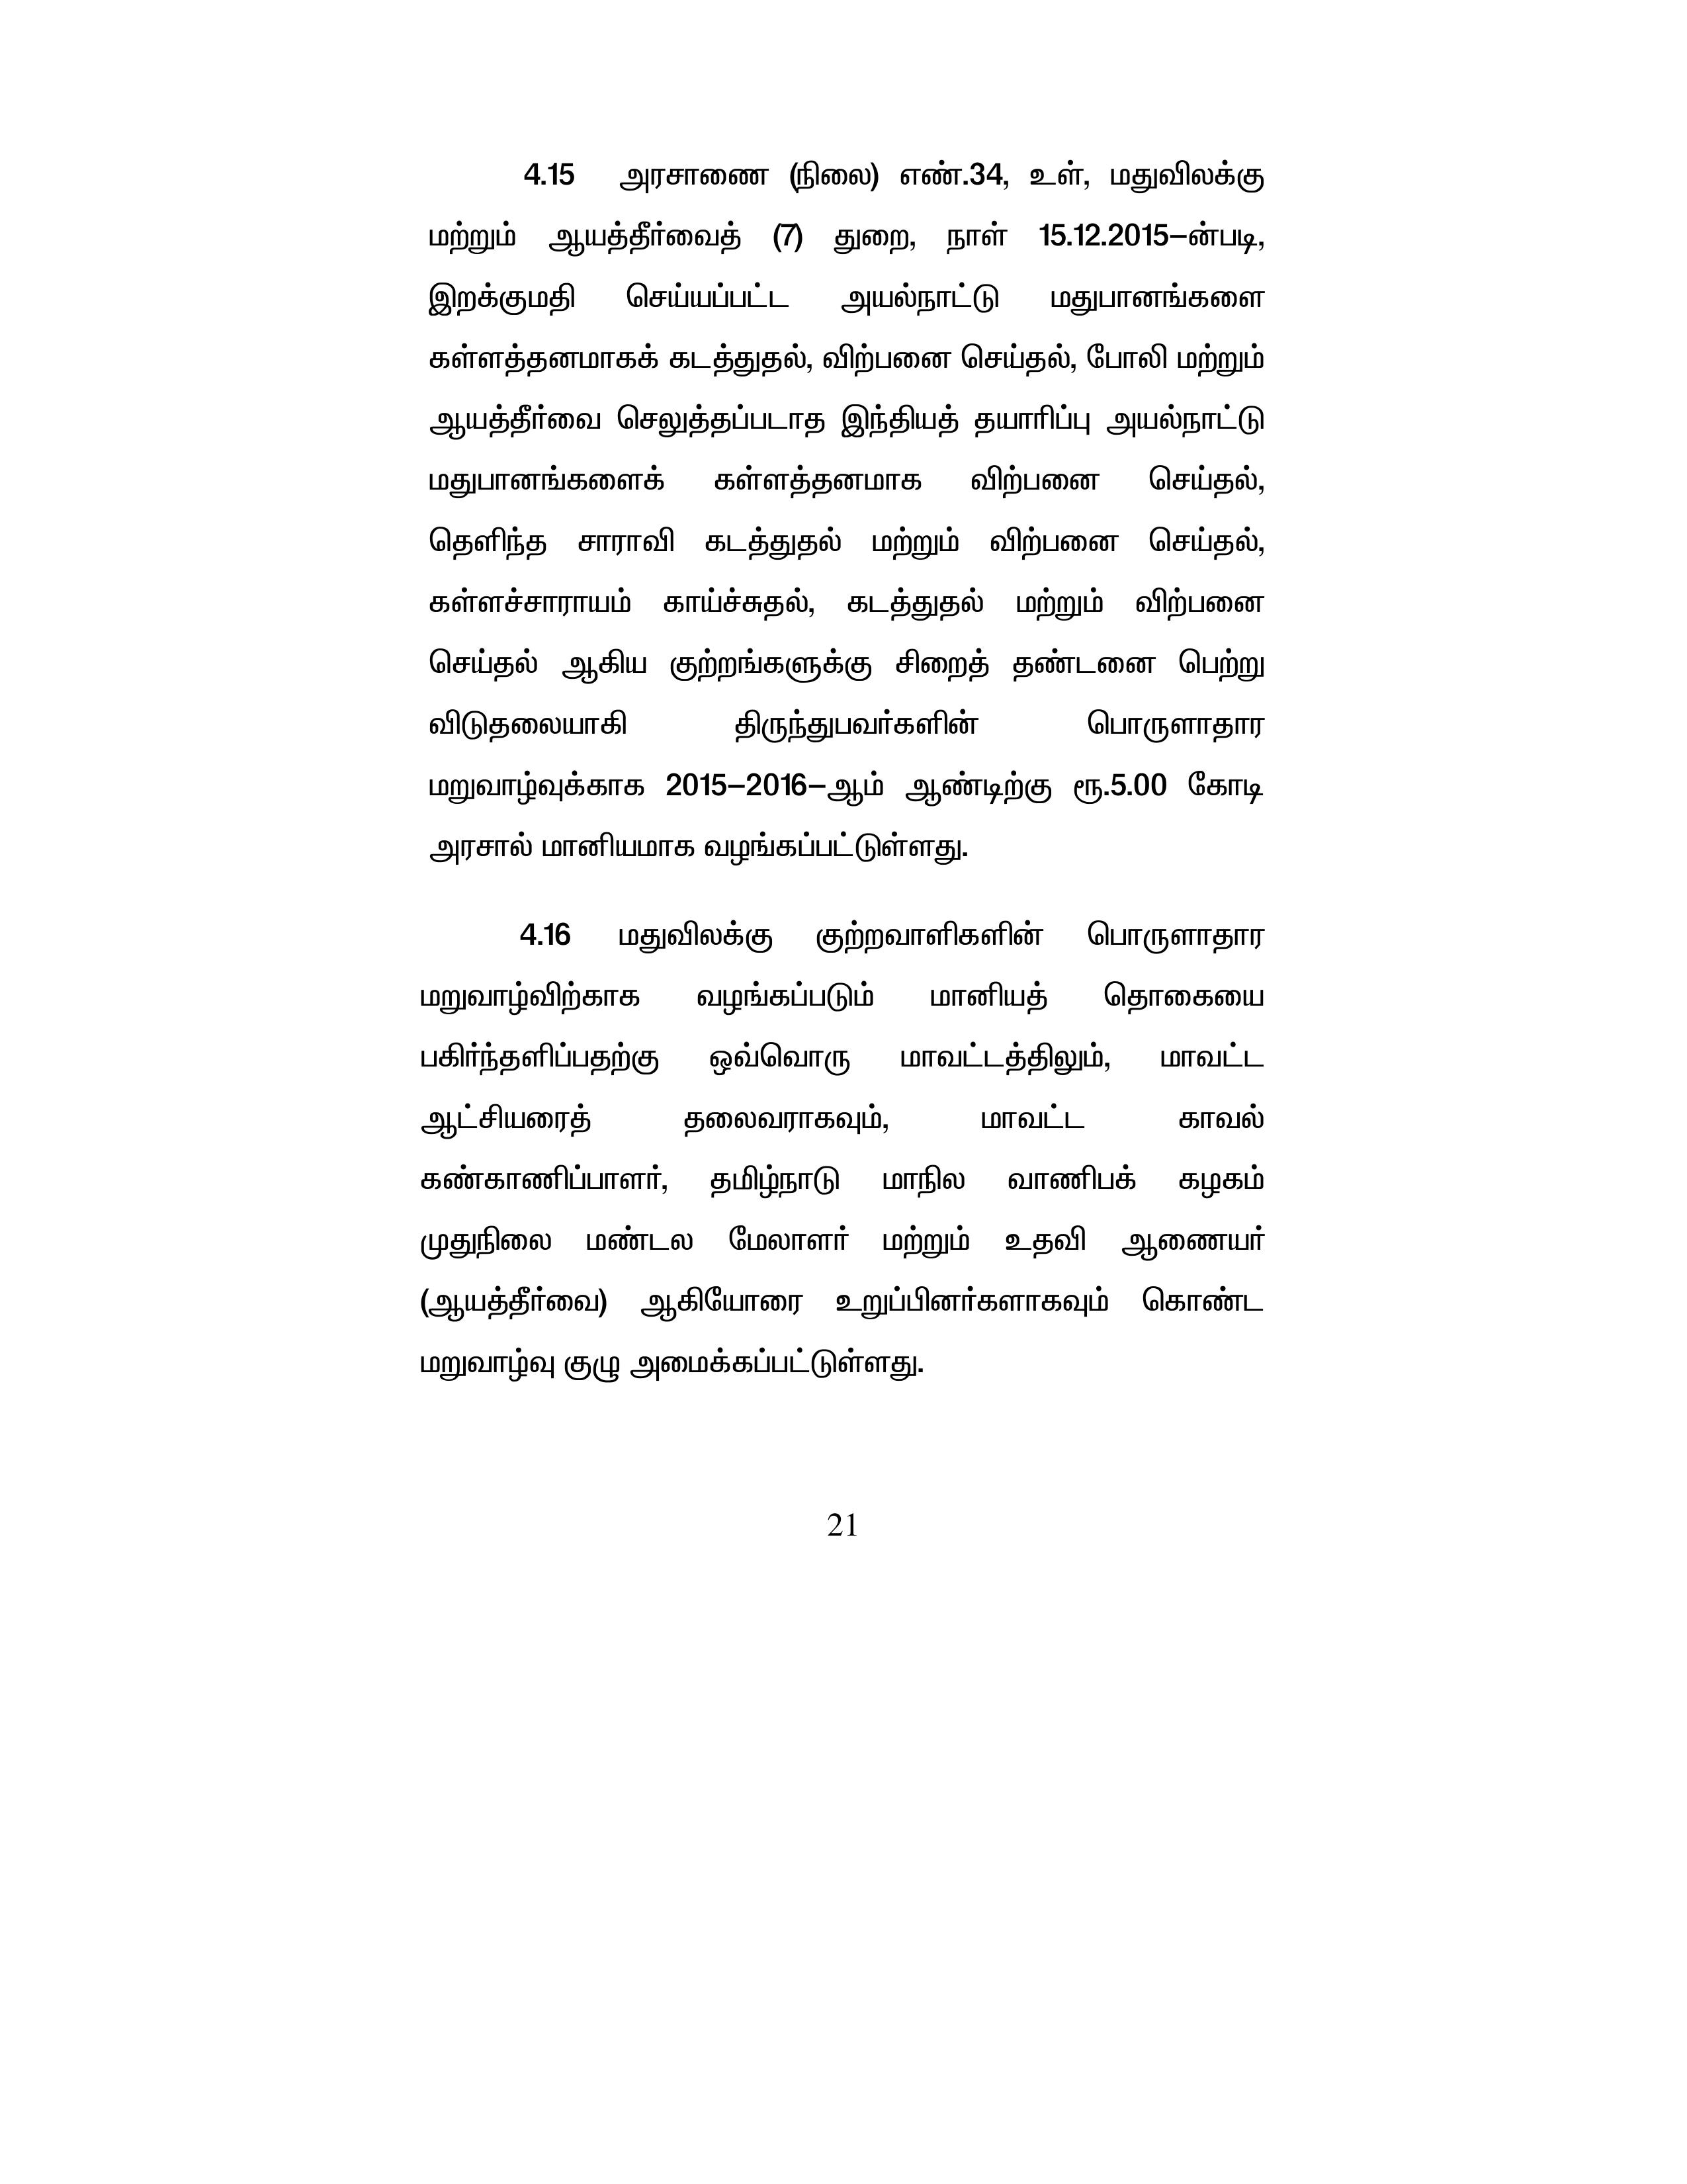 4.15 அரசாணை (நிலை) எண்.34, உள், மதுவிலக்கு
மற்றும் ஆயத்தீர்வைத் (7) துறை, நாள் 15.12.2015–ன்படி,
இறக்குமதி செய்யப்பட்ட அயல்நாட்டு மதுபானங்களை
கள்ளத்தனமாகக் கடத்துதல், விற்பனை செய்தல், போலி மற்றும்
ஆயத்தீர்வை செலுத்தப்படாத இந்தியத் தயாரிப்பு அயல்நாட்டு
மதுபானங்களைக் கள்ளத்தனமாக விற்பனை செய்தல்,
தெளிந்த சாராவி கடத்துதல் மற்றும் விற்பனை செய்தல்,
கள்ளச்சாராயம் காய்ச்சுதல், கடத்துதல் மற்றும் விற்பனை
செய்தல் ஆகிய குற்றங்களுக்கு சிறைத் தண்டனை பெற்று
விடுதலையாகி திருந்துபவர்களின் பொருளாதார
மறுவாழ்வுக்காக 2015–2016–ஆம் ஆண்டிற்கு ரூ.5.00 கோடி
அரசால் மானியமாக வழங்கப்பட்டுள்ளது.
4.16 மதுவிலக்கு குற்றவாளிகளின் பொருளாதார
மறுவாழ்விற்காக வழங்கப்படும் மானியத் தொகையை
பகிர்ந்தளிப்பதற்கு ஒவ்வொரு மாவட்டத்திலும், மாவட்ட
ஆட்சியரைத் தலைவராகவும், மாவட்ட காவல்
கண்காணிப்பாளர், தமிழ்நாடு மாநில வாணிபக் கழகம்
முதுநிலை மண்டல மேலாளர் மற்றும் உதவி ஆணையர்
(ஆயத்தீர்வை) ஆகியோரை உறுப்பினர்களாகவும் கொண்ட
மறுவாழ்வு குழு அமைக்கப்பட்டுள்ளது.
21